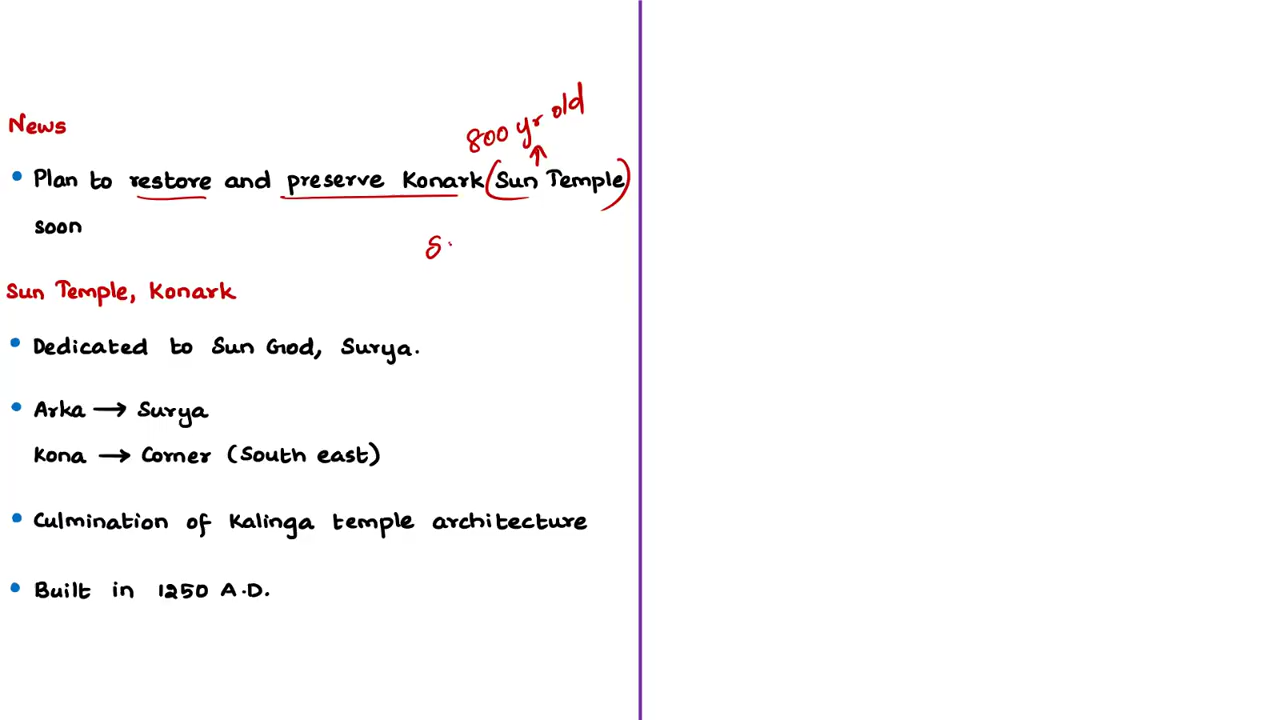 800 yr old
News
• Plan to restore and preserve Konark (Sun Temple)
soon
Sun Temple, Konark
• Dedicated to Sun God, Surya.
• Arka → Surya
Kona → Corner (South east)
• Culmination of Kalinga temple architecture
• Built in 1250 A.D.